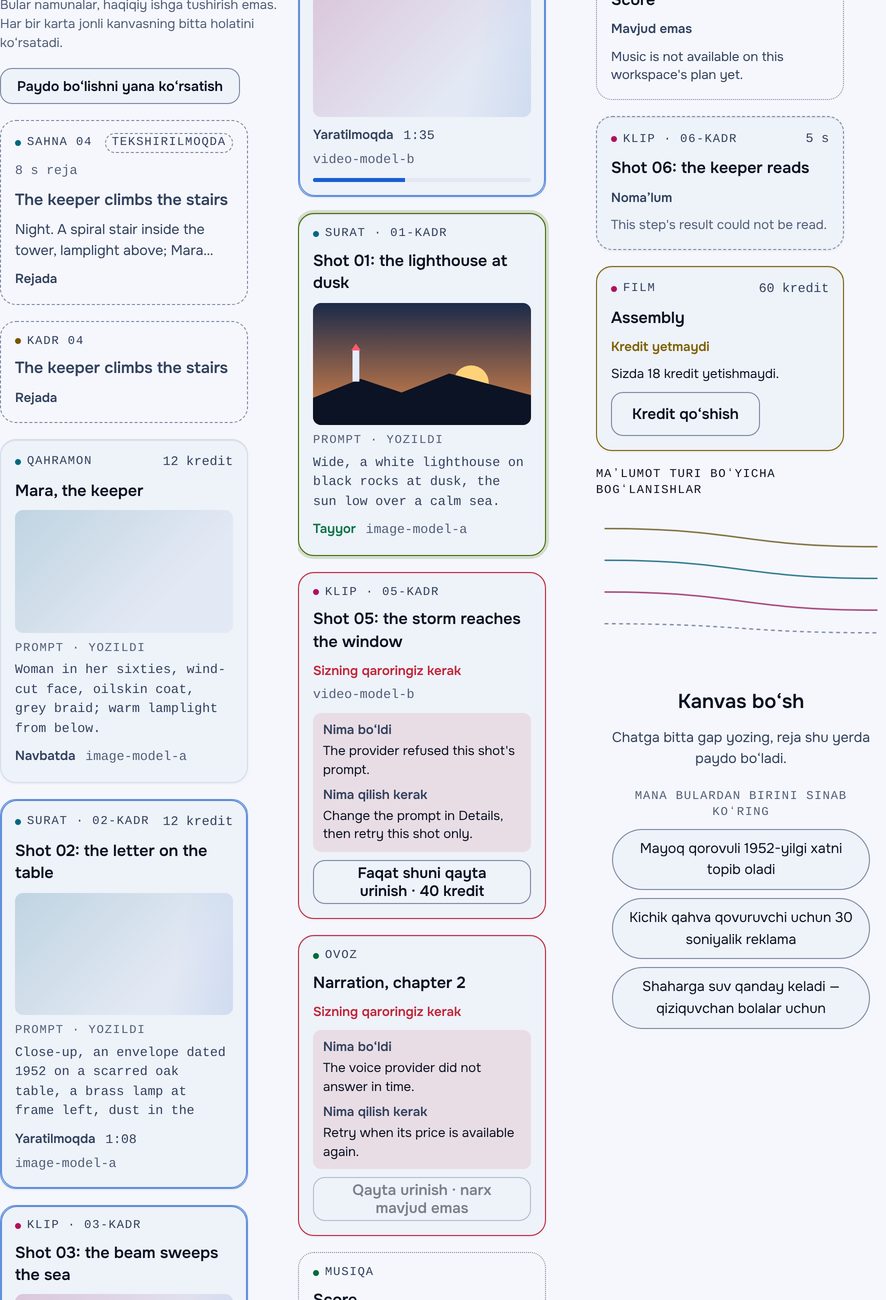 Bular namunalar, haqiqiy ishga tushirish emas.
Har bir karta jonli kanvasning bitta holatini
ko‘rsatadi.
Paydo bo‘lishni yana ko‘rsatish
SAHNA 04 TEKSHIRILMOQDA
8 s reja
The keeper climbs the stairs
Night. A spiral stair inside the
tower, lamplight above; Mara…
Rejada
KADR 04
The keeper climbs the stairs
Rejada
QAHRAMON 12 kredit
Mara, the keeper
PROMPT · YOZILDI
Woman in her sixties, wind-
cut face, oilskin coat,
grey braid; warm lamplight
from below.
Navbatda image-model-a
SURAT · 02-KADR 12 kredit
Shot 02: the letter on the
table
PROMPT · YOZILDI
Close-up, an envelope dated
1952 on a scarred oak
table, a brass lamp at
frame left, dust in the
Yaratilmoqda 1:08
image-model-a
KLIP · 03-KADR
Shot 03: the beam sweeps
the sea
Yaratilmoqda 1:35
video-model-b
SURAT · 01-KADR
Shot 01: the lighthouse at
dusk
PROMPT · YOZILDI
Wide, a white lighthouse on
black rocks at dusk, the
sun low over a calm sea.
Tayyor image-model-a
KLIP · 05-KADR
Shot 05: the storm reaches
the window
Sizning qaroringiz kerak
video-model-b
Nima bo‘ldi
The provider refused this shot's
prompt.
Nima qilish kerak
Change the prompt in Details,
then retry this shot only.
Faqat shuni qayta
urinish · 40 kredit
OVOZ
Narration, chapter 2
Sizning qaroringiz kerak
Nima bo‘ldi
The voice provider did not
answer in time.
Nima qilish kerak
Retry when its price is available
again.
Qayta urinish · narx
mavjud emas
MUSIQA
Score
Score
Mavjud emas
Music is not available on this
workspace's plan yet.
KLIP · 06-KADR 5 s
Shot 06: the keeper reads
Noma’lum
This step's result could not be read.
FILM 60 kredit
Assembly
Kredit yetmaydi
Sizda 18 kredit yetishmaydi.
Kredit qo‘shish
MA’LUMOT TURI BO‘YICHA
BOG‘LANISHLAR
Kanvas bo‘sh
Chatga bitta gap yozing, reja shu yerda
paydo bo‘ladi.
MANA BULARDAN BIRINI SINAB
KO‘RING
Mayoq qorovuli 1952-yilgi xatni
topib oladi
Kichik qahva qovuruvchi uchun 30
soniyalik reklama
Shaharga suv qanday keladi —
qiziquvchan bolalar uchun